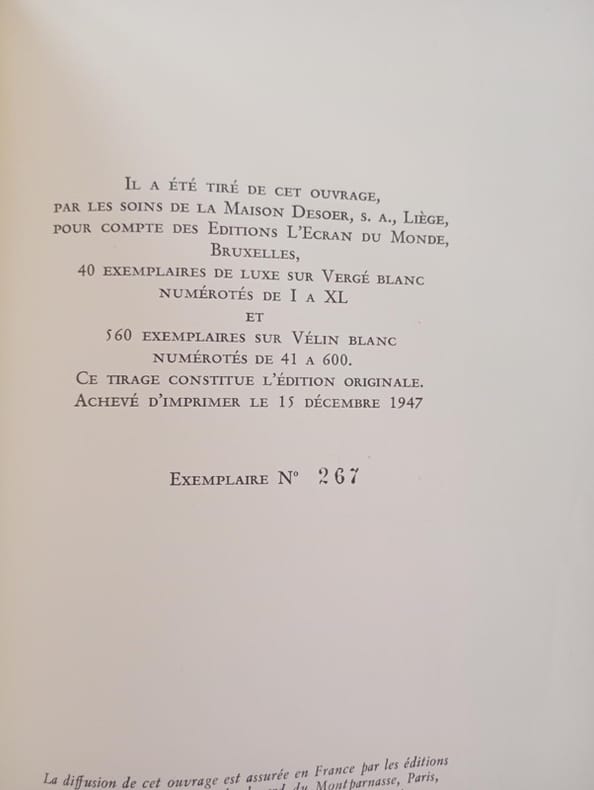 Il a été tiré de cet ouvrage,
par les soins de la Maison Desoer, s. a., Liège,
pour compte des Editions L'Ecran du Monde,
Bruxelles,
40 exemplaires de luxe sur Vergé blanc
numérotés de I a XL
et
560 exemplaires sur Vélin blanc
numérotés de 41 a 600.
Ce tirage constitue l'édition originale.
Achevé d'imprimer le 15 décembre 1947
Exemplaire Nº 267
La diffusion de cet ouvrage est assurée en France par les éditions
du Montparnasse, Paris,